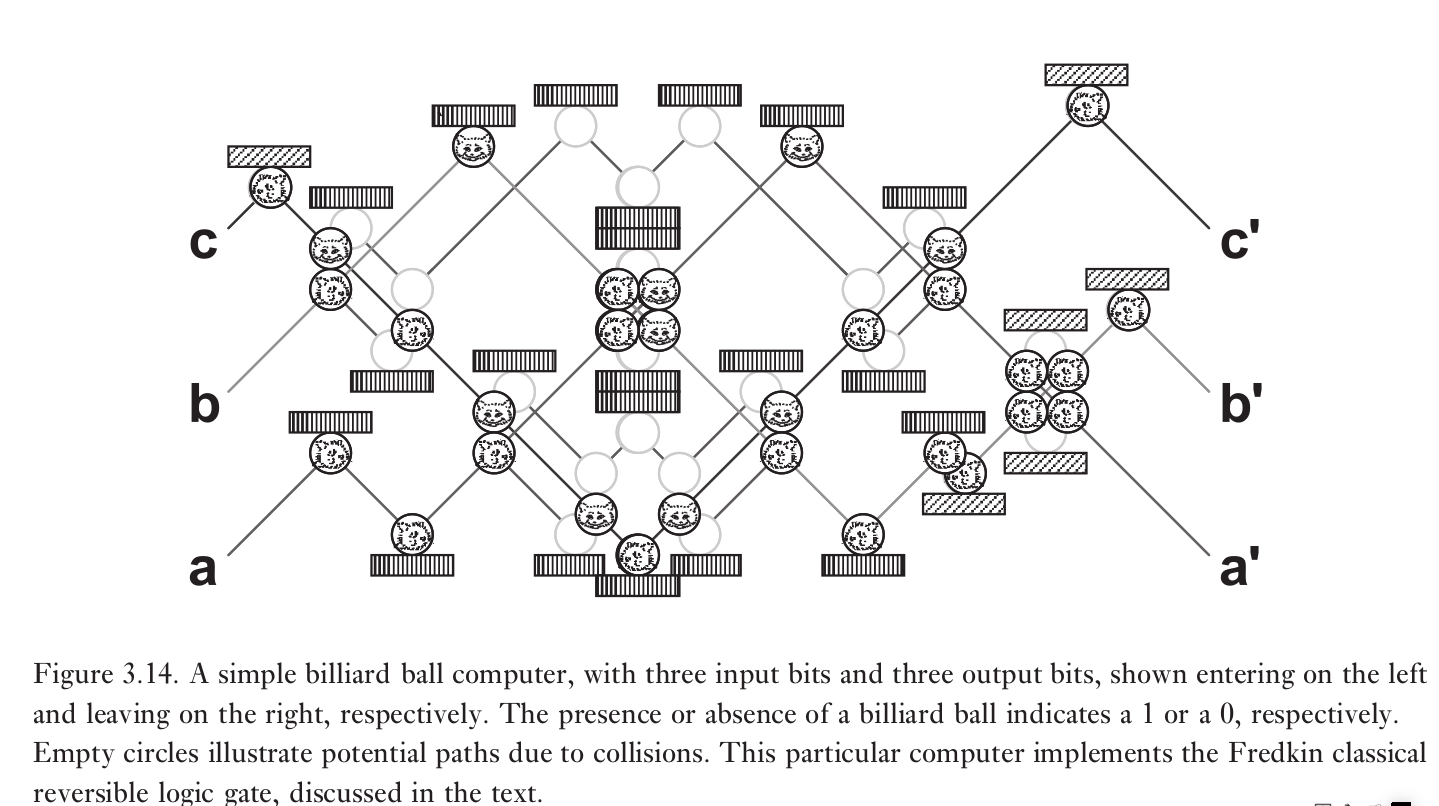 c
b
a
c'
b'
a'
Figure 3.14. A simple billiard ball computer, with three input bits and three output bits, shown entering on the left
and leaving on the right, respectively. The presence or absence of a billiard ball indicates a 1 or a 0, respectively.
Empty circles illustrate potential paths due to collisions. This particular computer implements the Fredkin classical
reversible logic gate, discussed in the text.